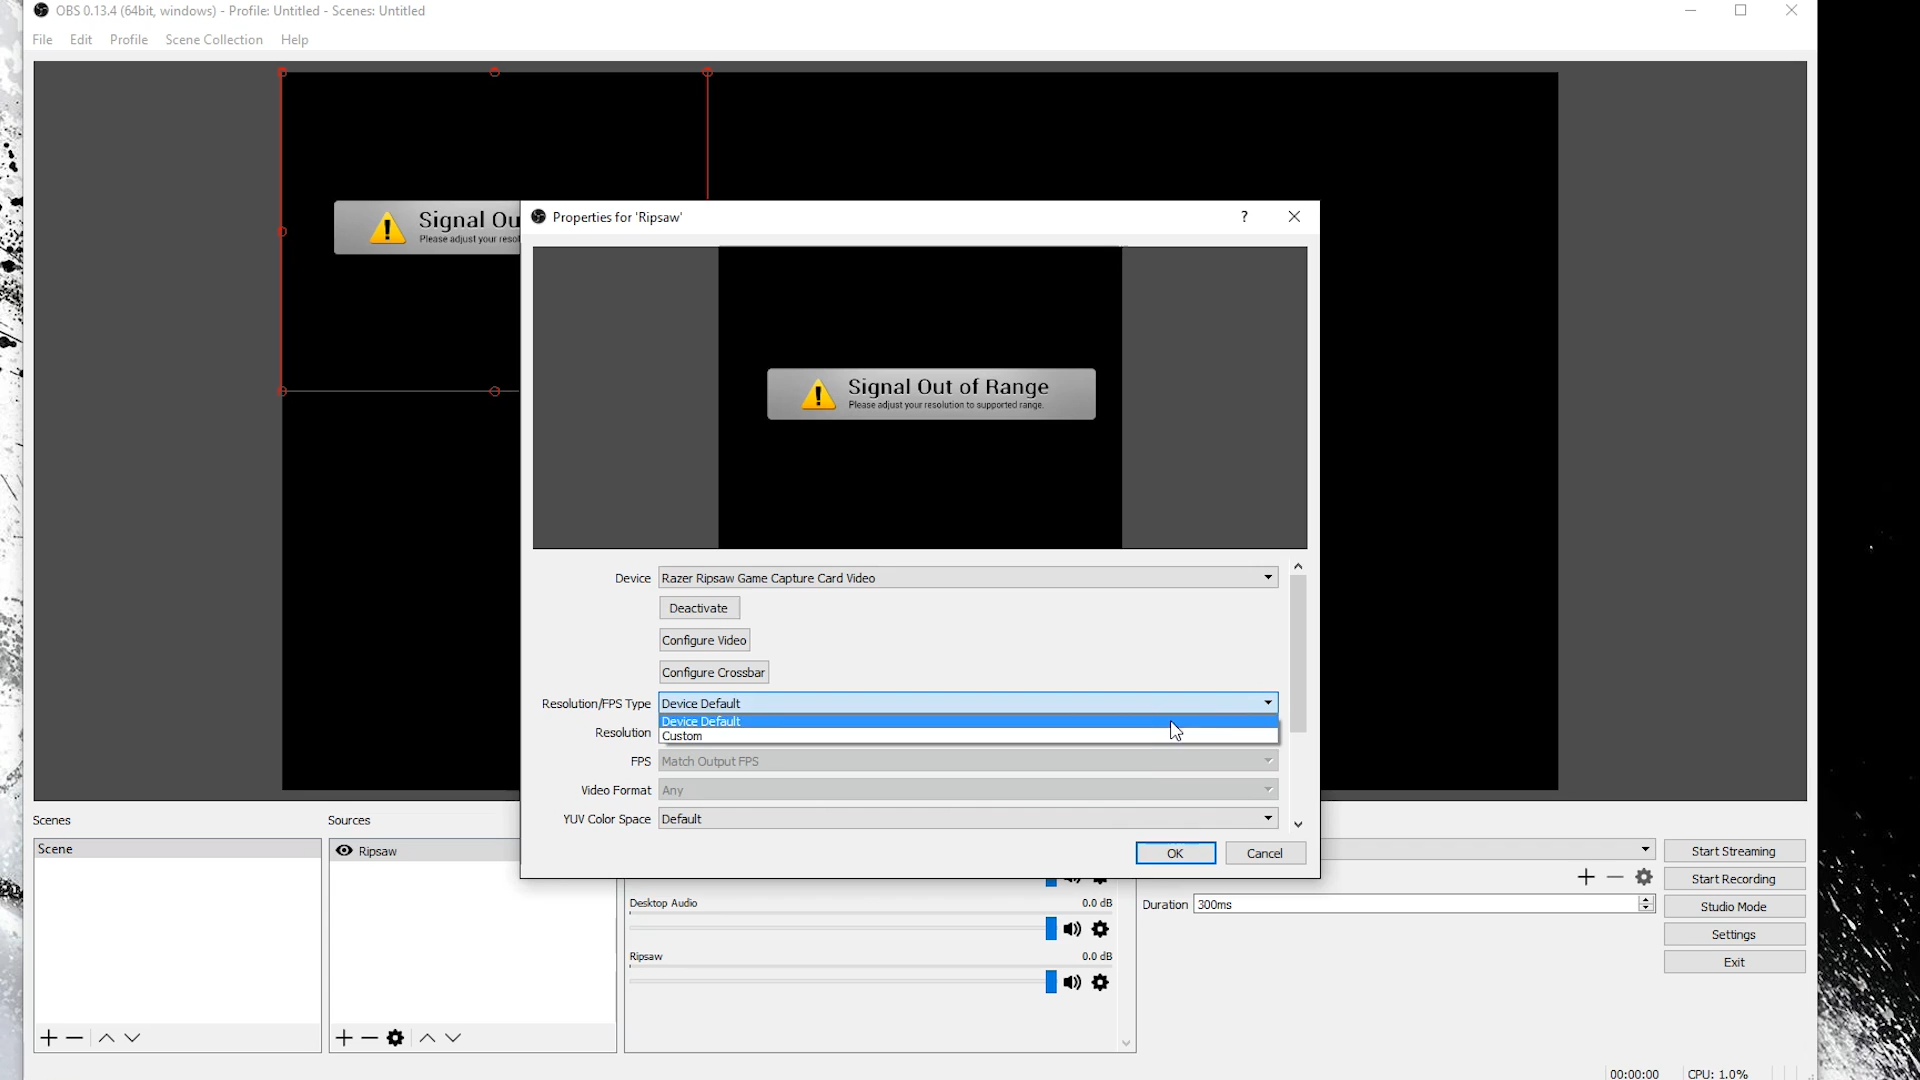 OBS 0.13.4 (64bit, windows) - Profile: Untitled - Scenes: Untitled
File Edit Profile Scene Collection Help
Signal Ou
Please adjust your resol
Properties for 'Ripsaw'
?
Signal Out of Range
Please adjust your resolution to supported range.
Device Razer Ripsaw Game Capture Card Video
Deactivate
Configure Video
Configure Crossbar
Resolution/FPS Type Device Default
Device Default
Resolution
Custom
FPS Match Output FPS
Video Format Any
YUV Color Space Default
OK Cancel
Scenes
Sources
Scene
Ripsaw
Desktop Audio 0.0 dB
Ripsaw 0.0 dB
Duration 300ms
Start Streaming
Start Recording
Studio Mode
Settings
Exit
00:00:00 CPU: 1.0%